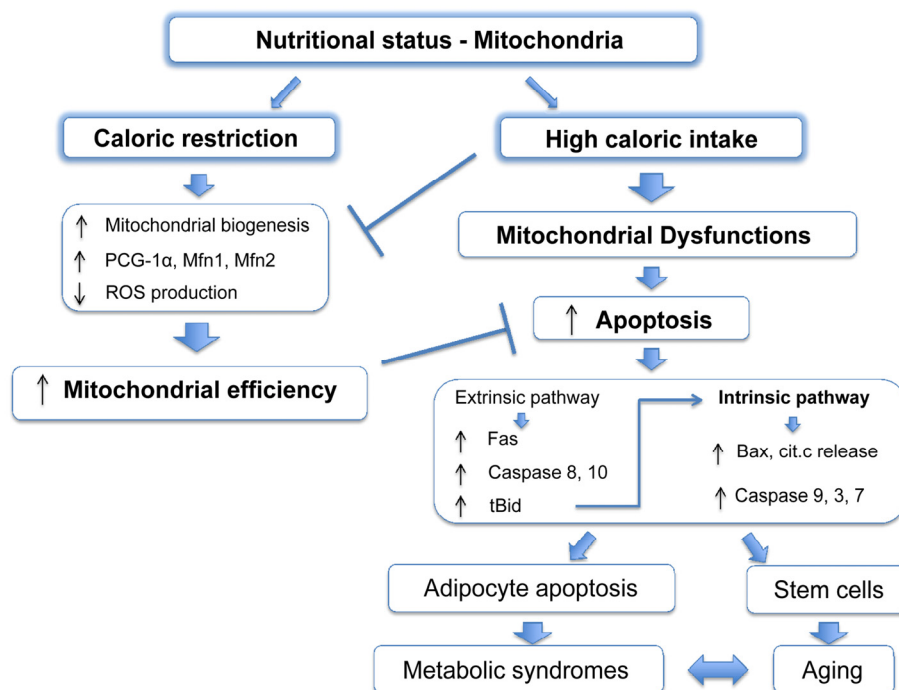 Nutritional status - Mitochondria
Caloric restriction
High caloric intake
↑ Mitochondrial biogenesis
↑ PCG-1α, Mfn1, Mfn2
↓ ROS production
Mitochondrial Dysfunctions
↑ Apoptosis
↑ Mitochondrial efficiency
Extrinsic pathway
↑ Fas
↑ Caspase 8, 10
↑ tBid
Intrinsic pathway
↑ Bax, cit.c release
↑ Caspase 9, 3, 7
Adipocyte apoptosis
Stem cells
Metabolic syndromes
Aging